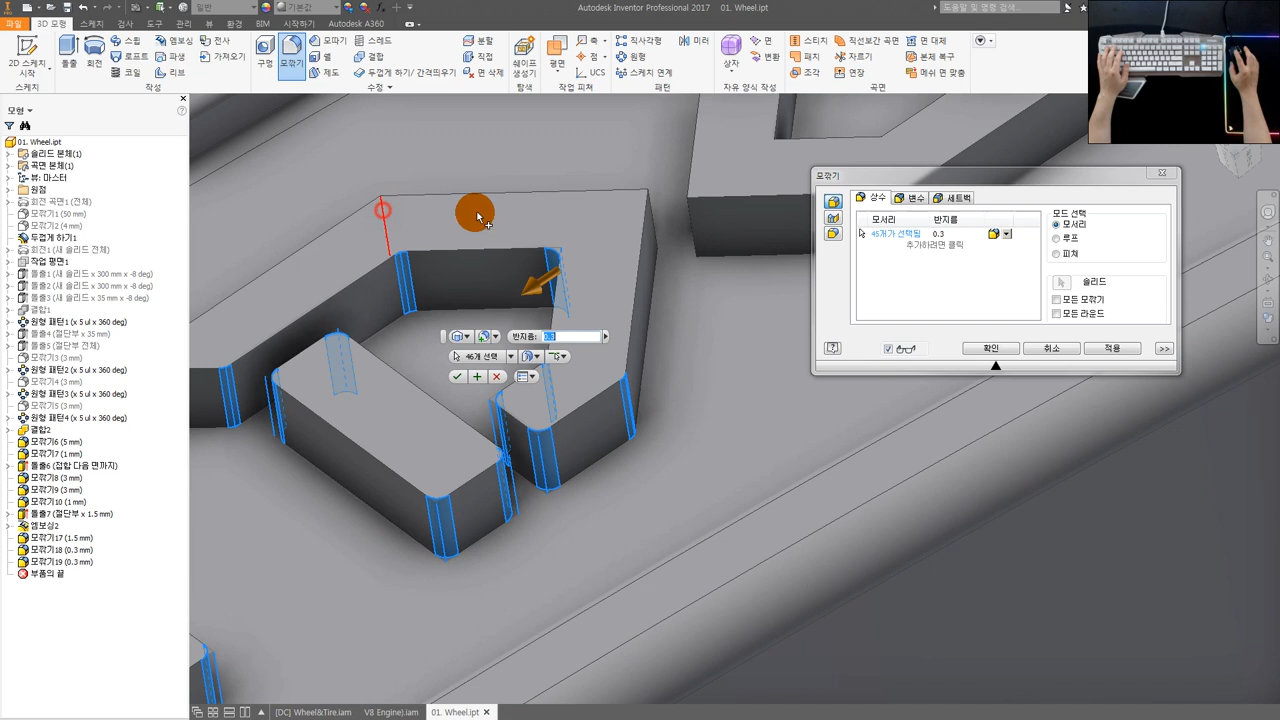 일반
기본값
Autodesk Inventor Professional 2017 01. Wheel.ipt
도움말 및 명령 검색...
파일 3D 모형 스케치 검사 도구 관리 뷰 환경 BIM 시작하기 Autodesk A360
2D 스케치 시작
돌출 회전
스윕 엠보싱 전사
로프트 파생 가져오기
코일 리브
구멍 모깎기
모따기 스레드
쉘 결합
제도 두껍게 하기/ 간격띄우기
분할
직접
면 삭제
쉐이프 생성기
평면
축
점
UCS
직사각형 미러
원형
스케치 연계
상자
면
변환
스티치 직선보간 곡면 면 대체
패치 자르기 본체 복구
조각 연장 메쉬 면 맞춤
스케치 작성 수정 탐색 작업 피쳐 패턴 자유 양식 작성 곡면
모형
01. Wheel.ipt
솔리드 본체(1)
곡면 본체(1)
뷰: 마스터
원점
회전 곡면1 (전체)
모깎기1 (50 mm)
모깎기2 (4 mm)
두껍게 하기1
회전1 (새 솔리드 전체)
작업 평면1
돌출1 (새 솔리드 x 300 mm x -8 deg)
돌출2 (새 솔리드 x 300 mm x -8 deg)
돌출3 (새 솔리드 x 35 mm x -8 deg)
결합1
원형 패턴1 (x 5 ul x 360 deg)
돌출4 (절단부 x 35 mm)
돌출5 (절단부 전체)
모깎기3 (3 mm)
원형 패턴2 (x 5 ul x 360 deg)
모깎기4 (3 mm)
원형 패턴3 (x 5 ul x 360 deg)
모깎기5 (3 mm)
원형 패턴4 (x 5 ul x 360 deg)
결합2
모깎기6 (5 mm)
모깎기7 (1 mm)
돌출6 (접합 다음 면까지)
모깎기8 (3 mm)
모깎기9 (3 mm)
모깎기10 (1 mm)
돌출7 (절단부 x 1.5 mm)
엠보싱2
모깎기17 (1.5 mm)
모깎기18 (0.3 mm)
모깎기19 (0.3 mm)
부품의 끝
반지름: 0.3
46개 선택
모깎기
상수 변수 세트백
모서리 반지름
45개가 선택됨 0.3
추가하려면 클릭
모드 선택
모서리
루프
피쳐
솔리드
모든 모깎기
모든 라운드
확인 취소 적용 >>
[DC] Wheel&Tire.iam V8 Engine).iam 01. Wheel.ipt